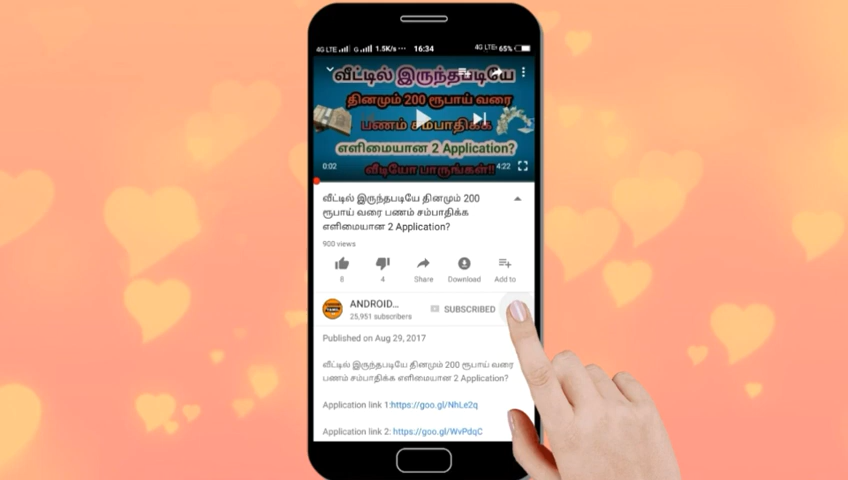 4G LTE G 1.5K/s ··· 16:34 4G LTE 65%
வீட்டில் இருந்தபடியே
தினமும் 200 ரூபாய் வரை
பணம் சம்பாதிக்க
எளிமையான 2 Application?
வீடியோ பாருங்கள்!!
0:02 4:22
வீட்டில் இருந்தபடியே தினமும் 200
ரூபாய் வரை பணம் சம்பாதிக்க
எளிமையான 2 Application?
900 views
8 4 Share Download Add to
ANDROID... SUBSCRIBED
25,951 subscribers
Published on Aug 29, 2017
வீட்டில் இருந்தபடியே தினமும் 200 ரூபாய் வரை
பணம் சம்பாதிக்க எளிமையான 2 Application?
Application link 1:https://goo.gl/NhLe2q
Application link 2: https://goo.gl/WvPdqC